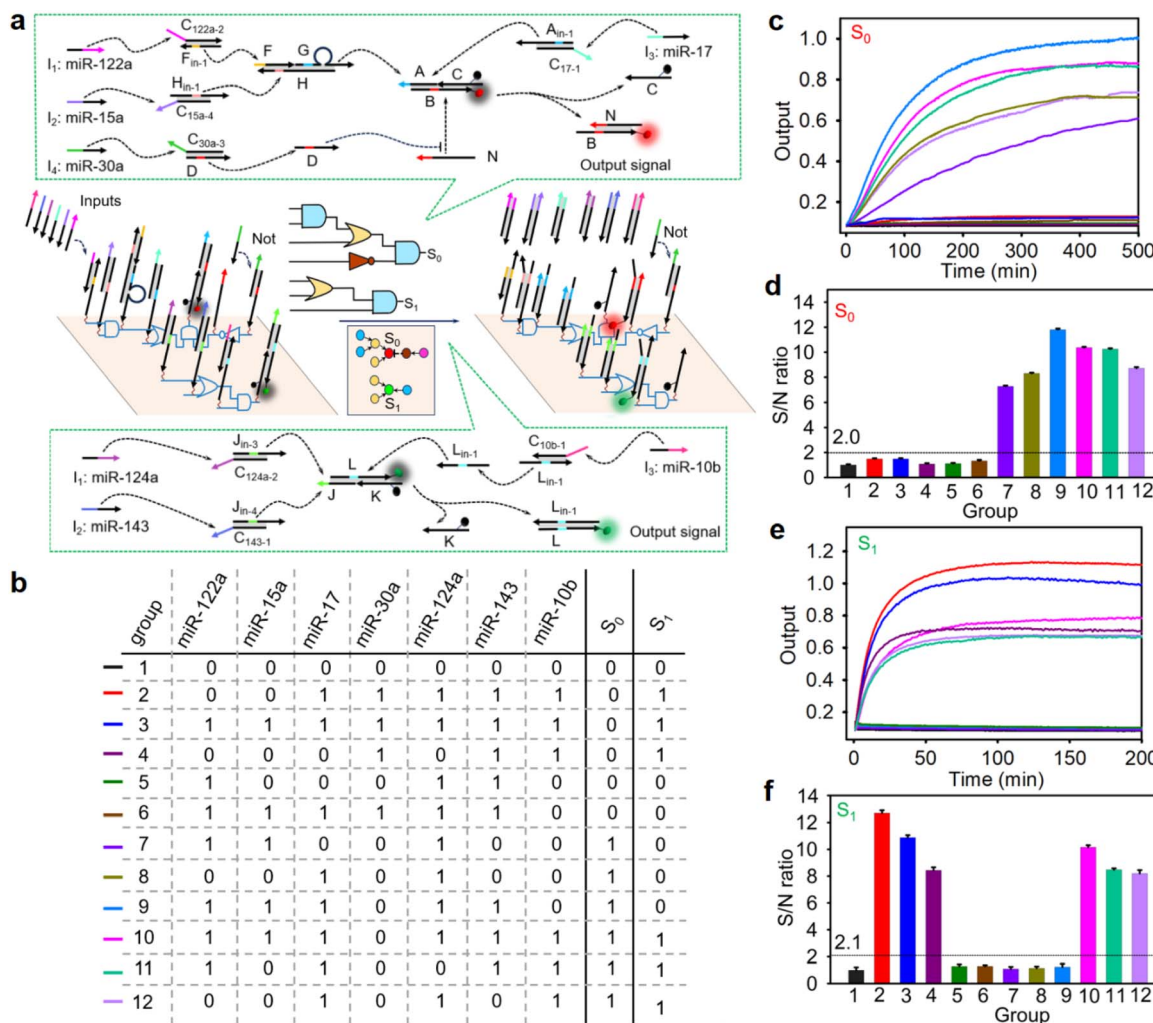 a
C122a-2
I1: miR-122a
Fin-1
F
G
H
Hin-1
I2: miR-15a
C15a-4
C30a-3
I4: miR-30a
D
D
A
C
B
Ain-1
C17-1
I3: miR-17
C
N
B
N
Output signal
Inputs
Not
S0
S1
Not
S0
S1
Jin-3
I1: miR-124a
C124a-2
Jin-4
I2: miR-143
C143-1
L
J
K
Lin-1
C10b-1
Lin-1
I3: miR-10b
K
Lin-1
L
Output signal
b
group miR-122a miR-15a miR-17 miR-30a miR-124a miR-143 miR-10b S0 S1
1 0 0 0 0 0 0 0 0 0
2 0 0 1 1 1 1 1 0 1
3 1 1 1 1 1 1 1 0 1
4 0 0 0 1 0 1 1 0 1
5 1 0 0 0 1 1 0 0 0
6 1 1 1 1 1 1 0 0 0
7 1 1 0 0 1 0 0 1 0
8 0 0 1 0 0 0 0 1 0
9 1 1 1 0 1 1 0 1 0
10 1 1 1 0 1 1 1 1 1
11 1 0 1 0 0 1 1 1 1
12 0 0 1 0 1 0 1 1 1
c
S0
Output
1.0
0.8
0.6
0.4
0.2
0 100 200 300 400 500
Time (min)
d
S0
S/N ratio
14
12
10
8
6
4
2
0
2.0
1 2 3 4 5 6 7 8 9 10 11 12
Group
e
S1
Output
1.2
1.0
0.8
0.6
0.4
0.2
0 50 100 150 200
Time (min)
f
S1
S/N ratio
14
12
10
8
6
4
2
0
2.1
1 2 3 4 5 6 7 8 9 10 11 12
Group